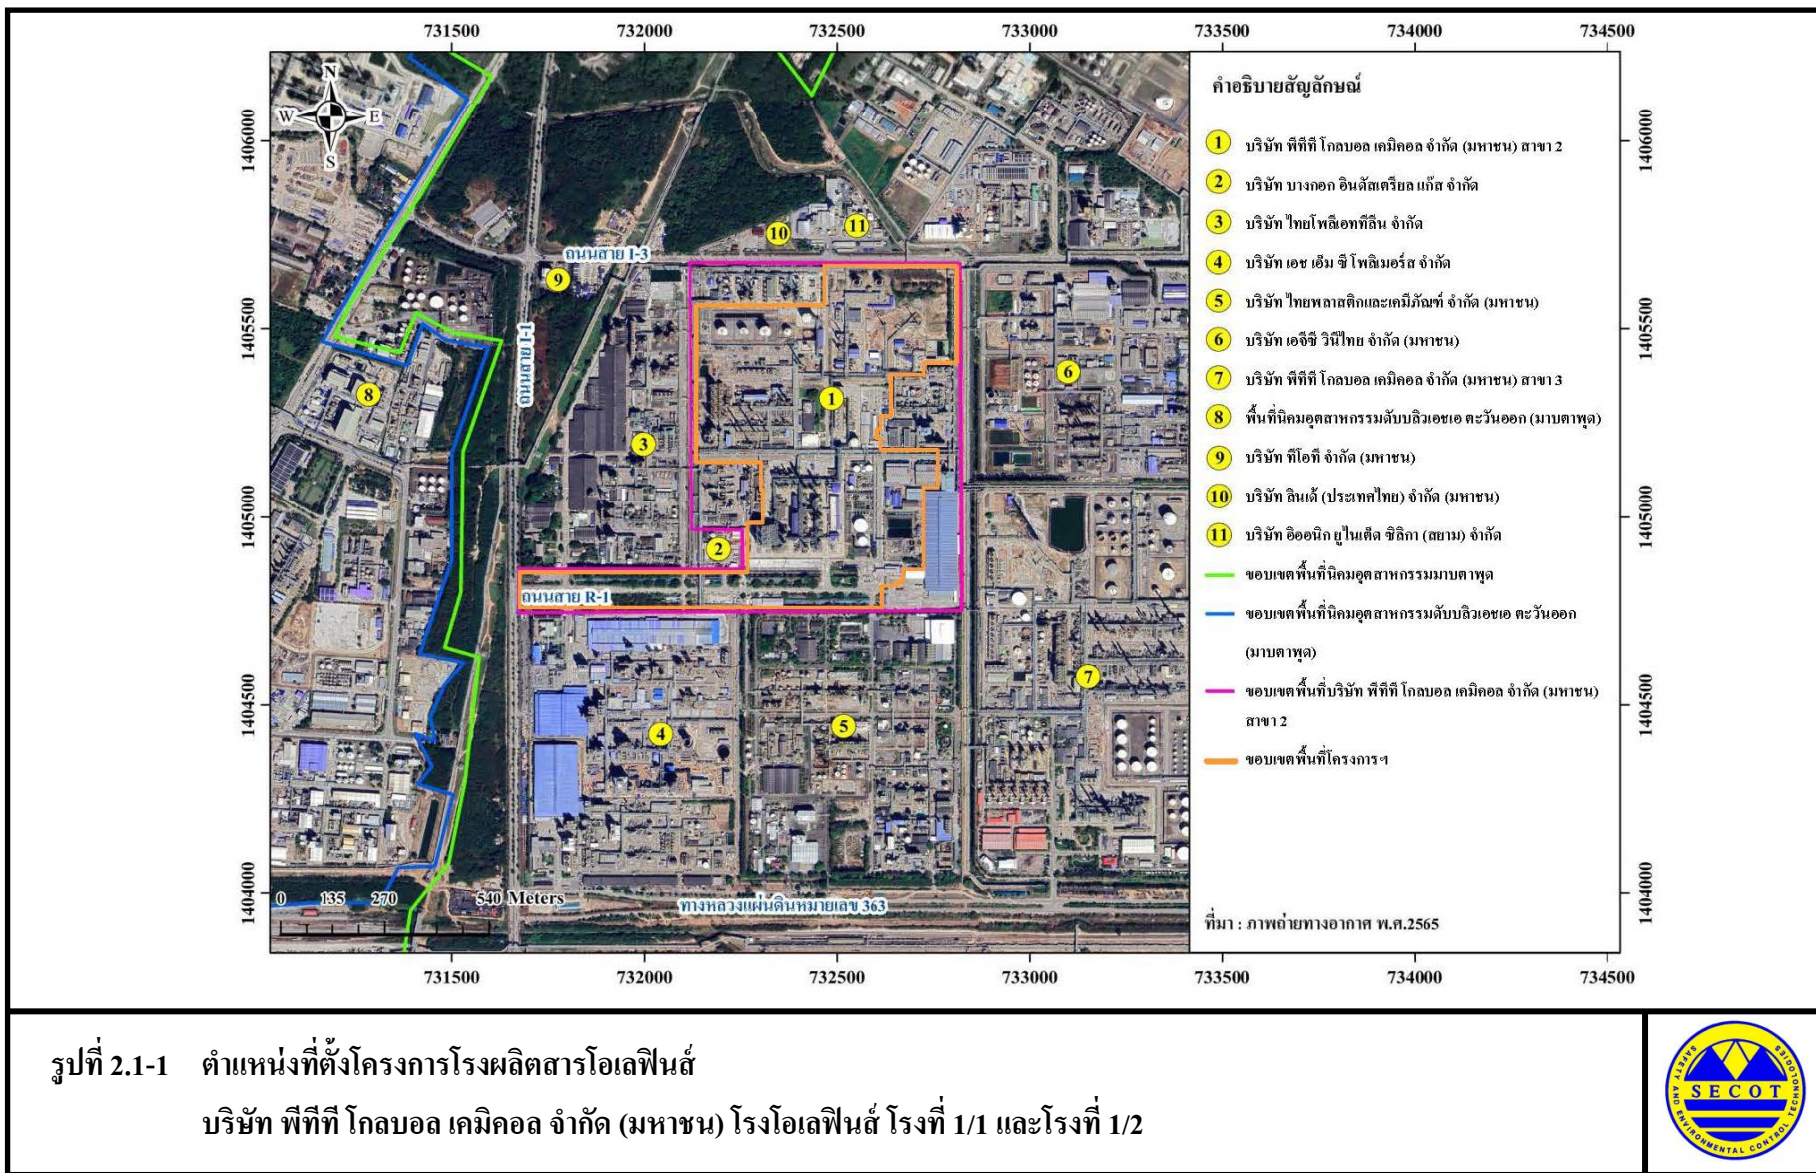 731500 732000 732500 733000 733500 734000 734500
1406000 1405500 1405000 1404500 1404000
N
W E
S
ถนนสาย I-3
ถนนสาย I-1
ถนนสาย R-1
ทางหลวงแผ่นดินหมายเลข 363
10
11
9
8
6
1
3
2
7
5
4
0 135 270 540 Meters
คำอธิบายสัญลักษณ์
1 บริษัท พีทีที โกลบอล เคมิคอล จำกัด (มหาชน) สาขา 2
2 บริษัท บางกอก อินดัสเตรียล แก๊ส จำกัด
3 บริษัท ไทยโพลีเอททีลีน จำกัด
4 บริษัท เอช เอ็ม ซี โพลิเมอร์ส จำกัด
5 บริษัท ไทยพลาสติกและเคมีภัณฑ์ จำกัด (มหาชน)
6 บริษัท เอจีซี วินีไทย จำกัด (มหาชน)
7 บริษัท พีทีที โกลบอล เคมิคอล จำกัด (มหาชน) สาขา 3
8 พื้นที่นิคมอุตสาหกรรมดับบลิวเอชเอ ตะวันออก (มาบตาพุด)
9 บริษัท ทีโอที จำกัด (มหาชน)
10 บริษัท ลินเด้ (ประเทศไทย) จำกัด (มหาชน)
11 บริษัท อิออนิก ยูไนเต็ด ซิลิกา (สยาม) จำกัด
ขอบเขตพื้นที่นิคมอุตสาหกรรมมาบตาพุด
ขอบเขตพื้นที่นิคมอุตสาหกรรมดับบลิวเอชเอ ตะวันออก
(มาบตาพุด)
ขอบเขตพื้นที่บริษัท พีทีที โกลบอล เคมิคอล จำกัด (มหาชน)
สาขา 2
ขอบเขตพื้นที่โครงการฯ
ที่มา : ภาพถ่ายทางอากาศ พ.ศ.2565
1406000 1405500 1405000 1404500 1404000
731500 732000 732500 733000 733500 734000 734500
รูปที่ 2.1-1 ตำแหน่งที่ตั้งโครงการโรงผลิตสารโอเลฟินส์
บริษัท พีทีที โกลบอล เคมิคอล จำกัด (มหาชน) โรงโอเลฟินส์ โรงที่ 1/1 และโรงที่ 1/2
SAFETY AND ENVIRONMENTAL CONTROL TECHNOLOGIES
SECOT